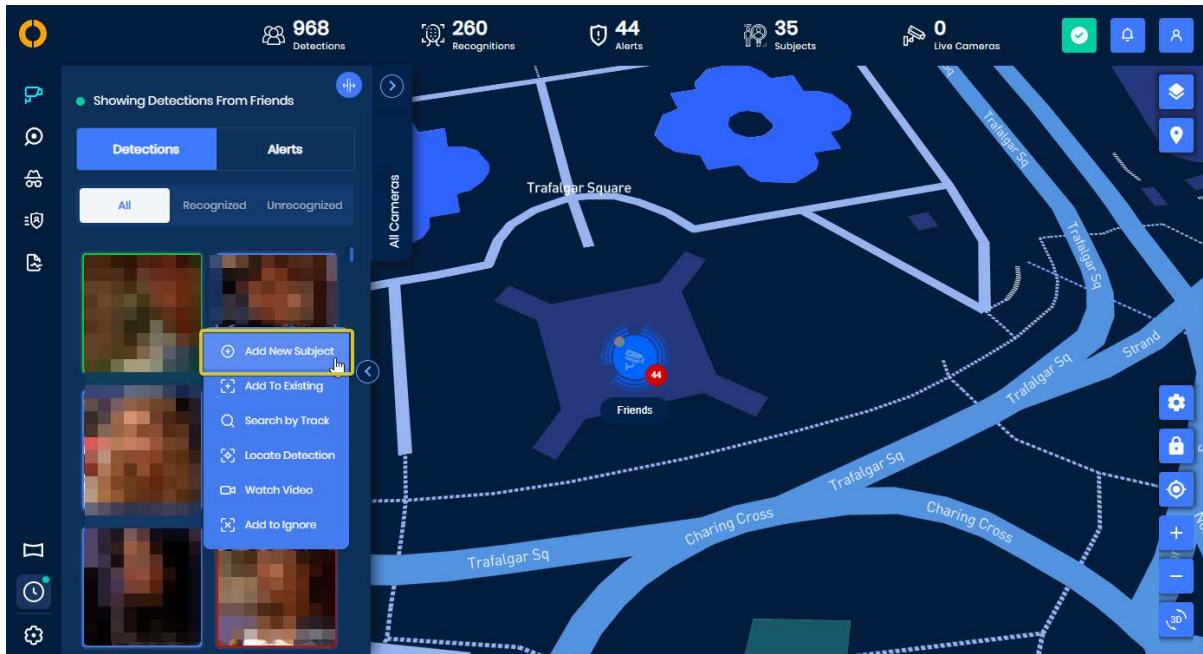 968
Detections
260
Recognitions
44
Alerts
35
Subjects
0
Live Cameras
Showing Detections From Friends
Detections
Alerts
All
Recognized
Unrecognized
Add New Subject
Add To Existing
Search by Track
Locate Detection
Watch Video
Add to Ignore
All Cameras
Trafalgar Square
Trafalgar Sq
Trafalgar Sq
44
Friends
Trafalgar Sq
Strand
Trafalgar Sq
Charing Cross
Charing Cross
Trafalgar Sq
3D